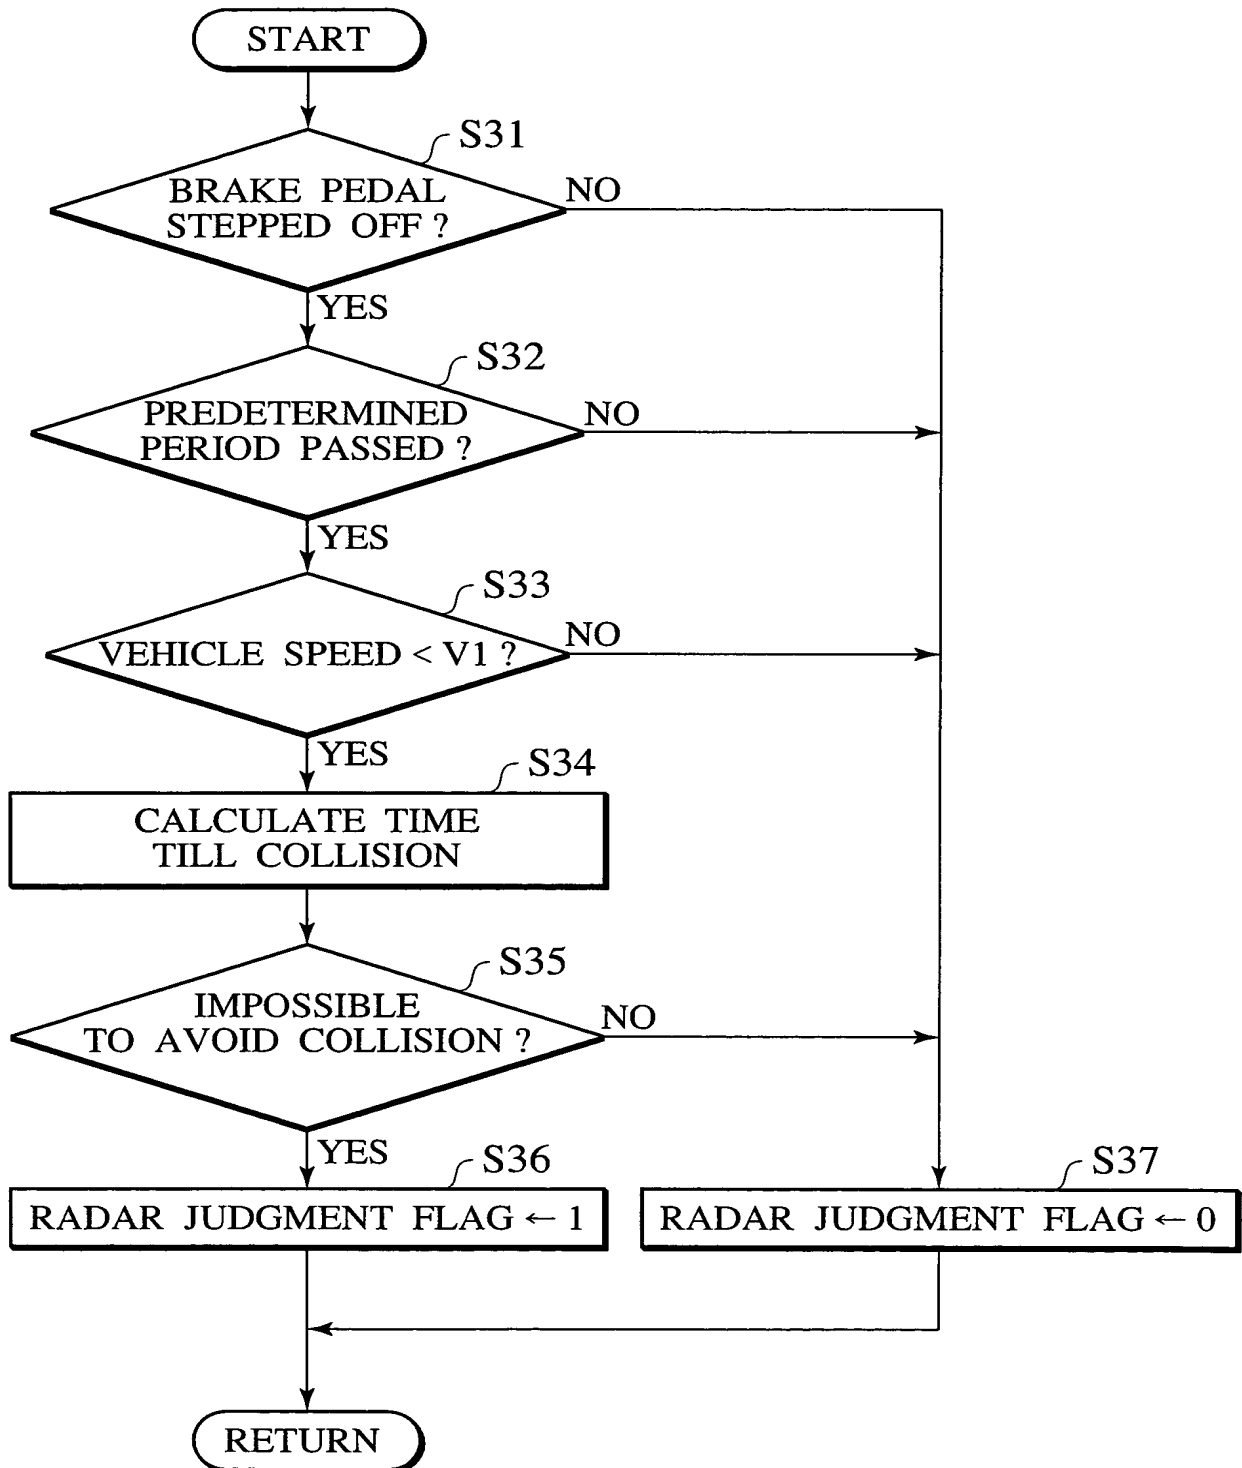 START
S31
BRAKE PEDAL
STEPPED OFF ?
NO
YES
S32
PREDETERMINED
PERIOD PASSED ?
NO
YES
S33
VEHICLE SPEED < V1 ?
NO
YES
S34
CALCULATE TIME
TILL COLLISION
S35
IMPOSSIBLE
TO AVOID COLLISION ?
NO
YES
S36
RADAR JUDGMENT FLAG ← 1
S37
RADAR JUDGMENT FLAG ← 0
RETURN